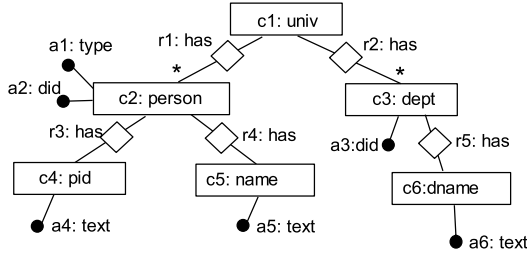 c1: univ
r1: has
r2: has
a1: type
*
*
a2: did
c2: person
c3: dept
r3: has
r4: has
a3:did
r5: has
c4: pid
c5: name
c6:dname
a4: text
a5: text
a6: text